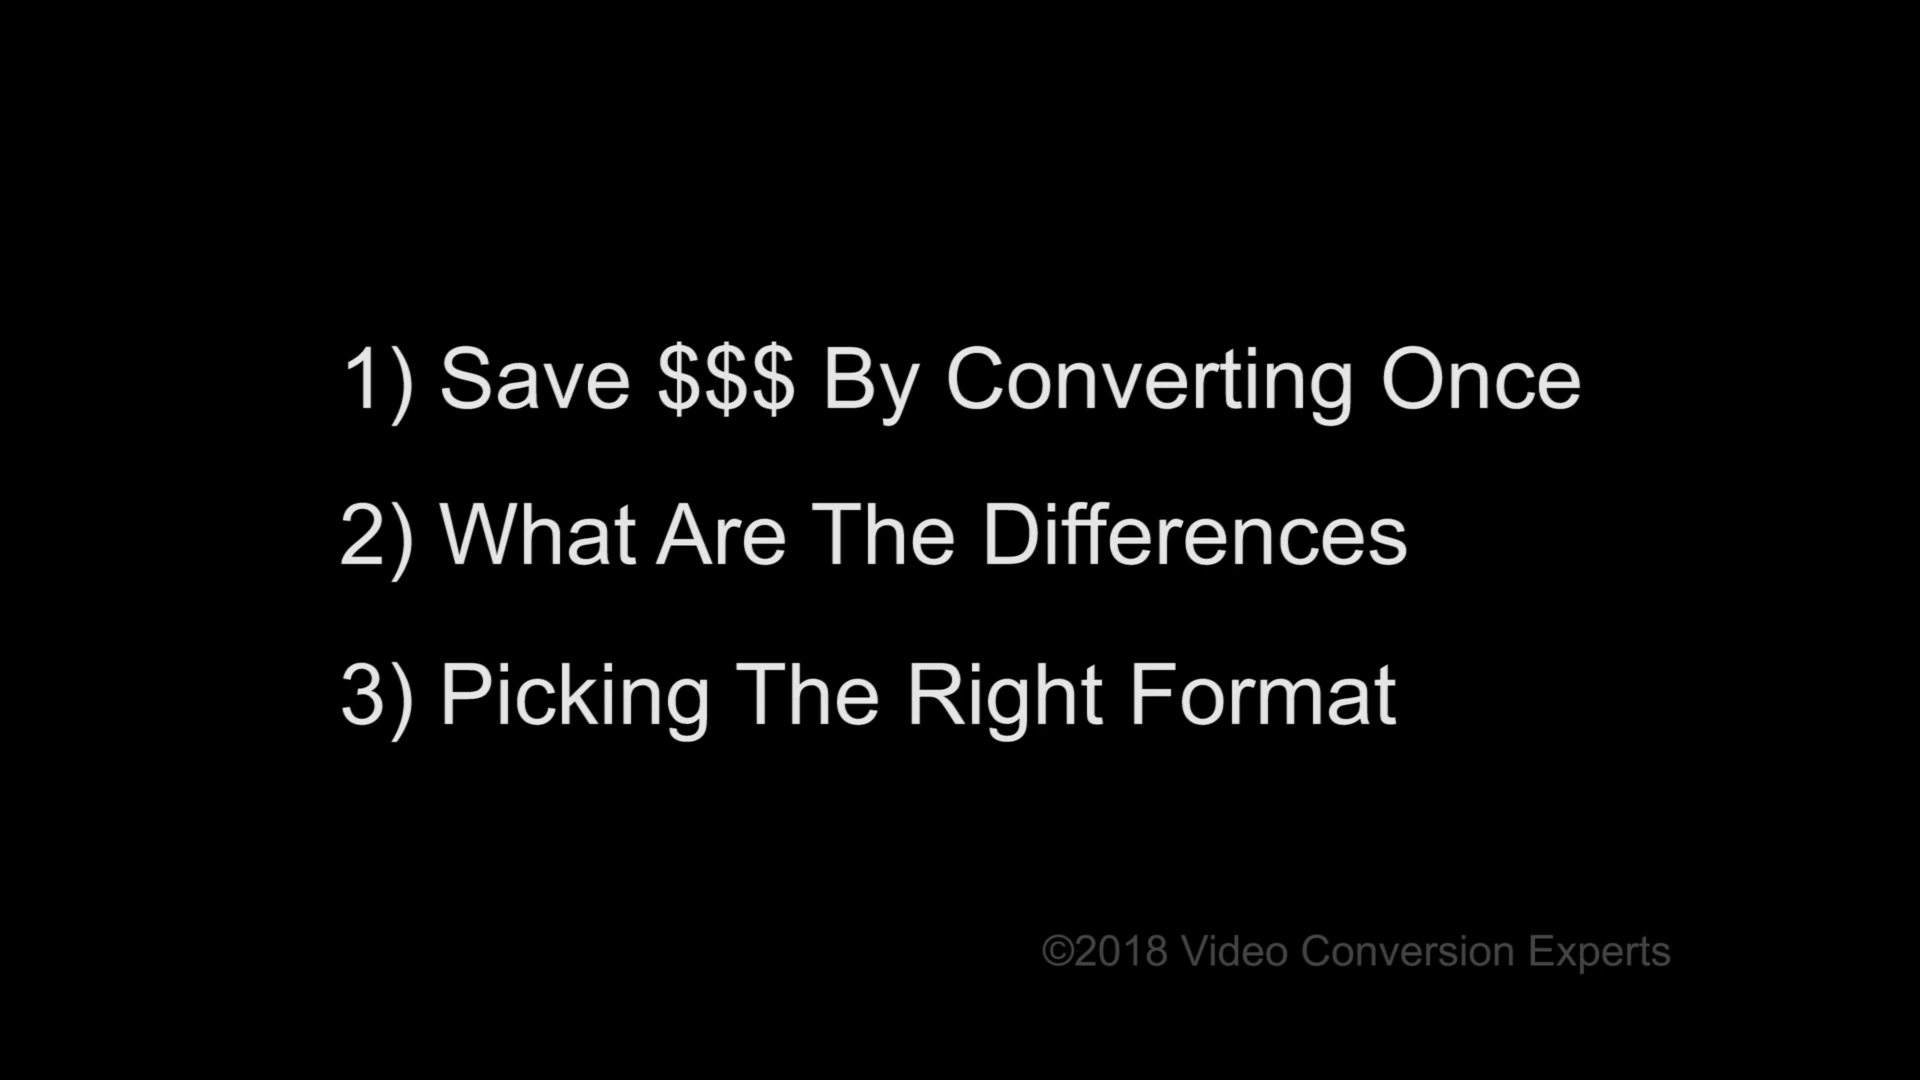 1) Save $$$ By Converting Once
2) What Are The Differences
3) Picking The Right Format
©2018 Video Conversion Experts